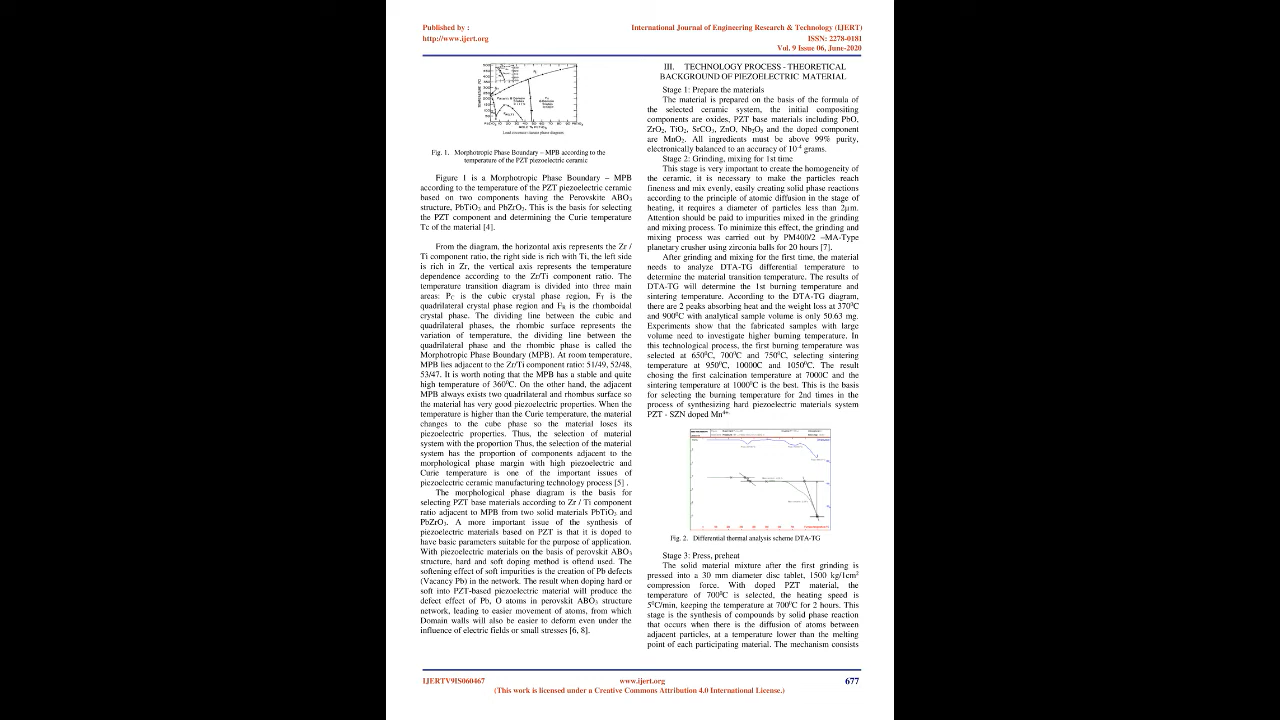 Published by :
http://www.ijert.org
International Journal of Engineering Research & Technology (IJERT)
ISSN: 2278-0181
Vol. 9 Issue 06, June-2020
Fig. 1. Morphotropic Phase Boundary – MPB according to the
temperature of the PZT piezoelectric ceramic
Figure 1 is a Morphotropic Phase Boundary – MPB
according to the temperature of the PZT piezoelectric ceramic
based on two components having the Perovskite ABO3
structure, PbTiO3 and PbZrO3. This is the basis for selecting
the PZT component and determining the Curie temperature
Tc of the material [4].
From the diagram, the horizontal axis represents the Zr /
Ti component ratio, the right side is rich with Ti, the left side
is rich in Zr, the vertical axis represents the temperature
dependence according to the Zr/Ti component ratio. The
temperature transition diagram is divided into three main
areas: PC is the cubic crystal phase region, FT is the
quadrilateral crystal phase region and FR is the rhomboidal
crystal phase. The dividing line between the cubic and
quadrilateral phases, the rhombic surface represents the
variation of temperature, the dividing line between the
quadrilateral phase and the rhombic phase is called the
Morphotropic Phase Boundary (MPB). At room temperature,
MPB lies adjacent to the Zr/Ti component ratio: 51/49, 52/48,
53/47. It is worth noting that the MPB has a stable and quite
high temperature of 360⁰C. On the other hand, the adjacent
MPB always exists two quadrilateral and rhombus surface so
the material has very good piezoelectric properties. When the
temperature is higher than the Curie temperature, the material
changes to the cube phase so the material loses its
piezoelectric properties. Thus, the selection of material
system with the proportion Thus, the selection of the material
system has the proportion of components adjacent to the
morphological phase margin with high piezoelectric and
Curie temperature is one of the important issues of
piezoelectric ceramic manufacturing technology process [5] .
The morphological phase diagram is the basis for
selecting PZT base materials according to Zr / Ti component
ratio adjacent to MPB from two solid materials PbTiO3 and
PbZrO3. A more important issue of the synthesis of
piezoelectric materials based on PZT is that it is doped to
have basic parameters suitable for the purpose of application.
With piezoelectric materials on the basis of perovskit ABO3
structure, hard and soft doping method is oftend used. The
softening effect of soft impurities is the creation of Pb defects
(Vacancy Pb) in the network. The result when doping hard or
soft into PZT-based piezoelectric material will produce the
defect effect of Pb, O atoms in perovskit ABO3 structure
network, leading to easier movement of atoms, from which
Domain walls will also be easier to deform even under the
influence of electric fields or small stresses [6, 8].
III. TECHNOLOGY PROCESS - THEORETICAL
BACKGROUND OF PIEZOELECTRIC MATERIAL
Stage 1: Prepare the materials
The material is prepared on the basis of the formula of
the selected ceramic system, the initial compositing
components are oxides, PZT base materials including PbO,
ZrO2, TiO2, SrCO3, ZnO, Nb2O5 and the doped component
are MnO2. All ingredients must be above 99% purity,
electronically balanced to an accuracy of 10⁻⁴ grams.
Stage 2: Grinding, mixing for 1st time
This stage is very important to create the homogeneity of
the ceramic, it is necessary to make the particles reach
fineness and mix evenly, easily creating solid phase reactions
according to the principle of atomic diffusion in the stage of
heating, it requires a diameter of particles less than 2μm.
Attention should be paid to impurities mixed in the grinding
and mixing process. To minimize this effect, the grinding and
mixing process was carried out by PM400/2 –MA-Type
planetary crusher using zirconia balls for 20 hours [7].
After grinding and mixing for the first time, the material
needs to analyze DTA-TG differential temperature to
determine the material transition temperature. The results of
DTA-TG will determine the 1st burning temperature and
sintering temperature. According to the DTA-TG diagram,
there are 2 peaks absorbing heat and the weight loss at 370⁰C
and 900⁰C with analytical sample volume is only 50.63 mg.
Experiments show that the fabricated samples with large
volume need to investigate higher burning temperature. In
this technological process, the first burning temperature was
selected at 650⁰C, 700⁰C and 750⁰C, selecting sintering
temperature at 950⁰C, 10000C and 1050⁰C. The result
chosing the first calcination temperature at 7000C and the
sintering temperature at 1000⁰C is the best. This is the basis
for selecting the burning temperature for 2nd times in the
process of synthesizing hard piezoelectric materials system
PZT - SZN doped Mn⁴⁺.
Fig. 2. Differential thermal analysis scheme DTA-TG
Stage 3: Press, preheat
The solid material mixture after the first grinding is
pressed into a 30 mm diameter disc tablet, 1500 kg/1cm²
compression force. With doped PZT material, the
temperature of 700⁰C is selected, the heating speed is
5⁰C/min, keeping the temperature at 700⁰C for 2 hours. This
stage is the synthesis of compounds by solid phase reaction
that occurs when there is the diffusion of atoms between
adjacent particles, at a temperature lower than the melting
point of each participating material. The mechanism consists
IJERTV9IS060467
www.ijert.org
677
(This work is licensed under a Creative Commons Attribution 4.0 International License.)